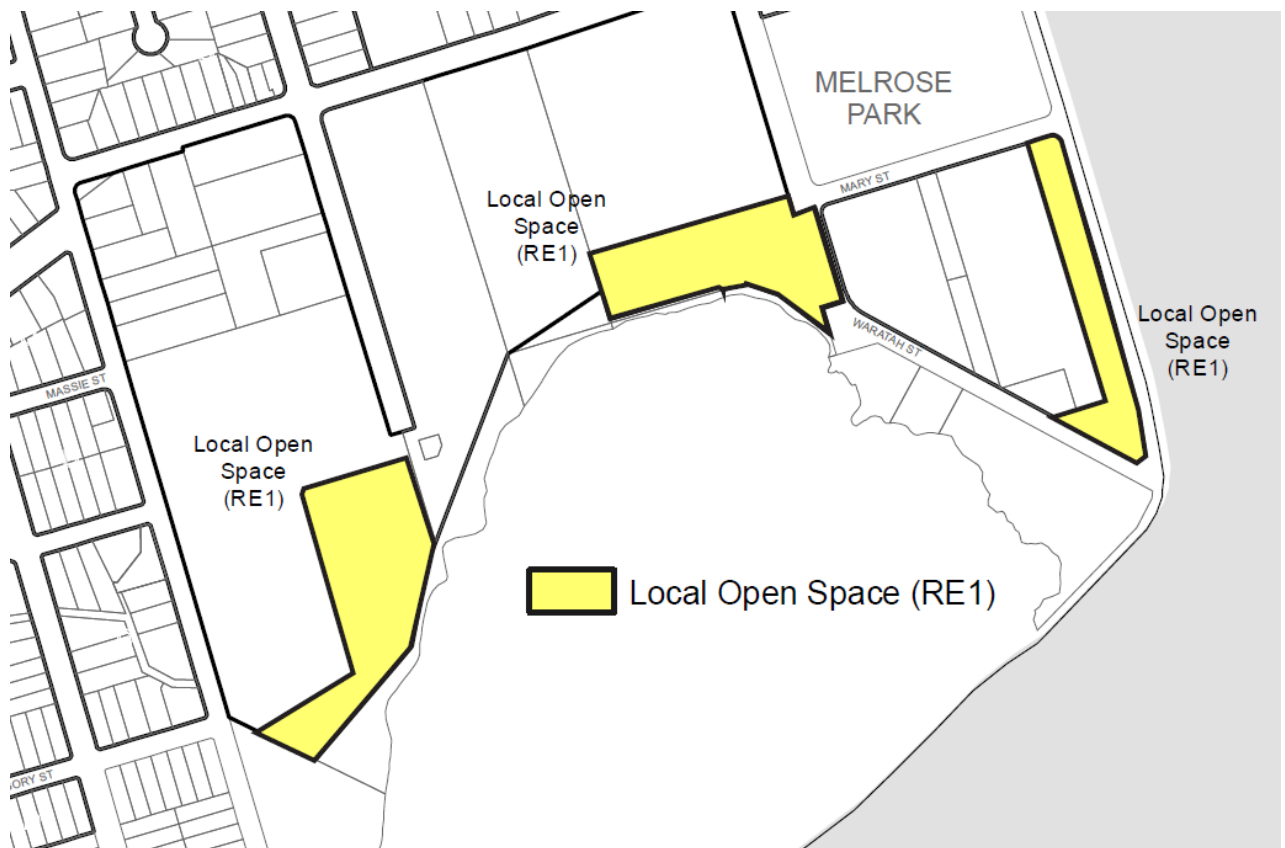 MELROSE
PARK
MARY ST
Local Open
Space
(RE1)
WARATAH ST
Local Open
Space
(RE1)
MASSIE ST
Local Open
Space
(RE1)
Local Open Space (RE1)